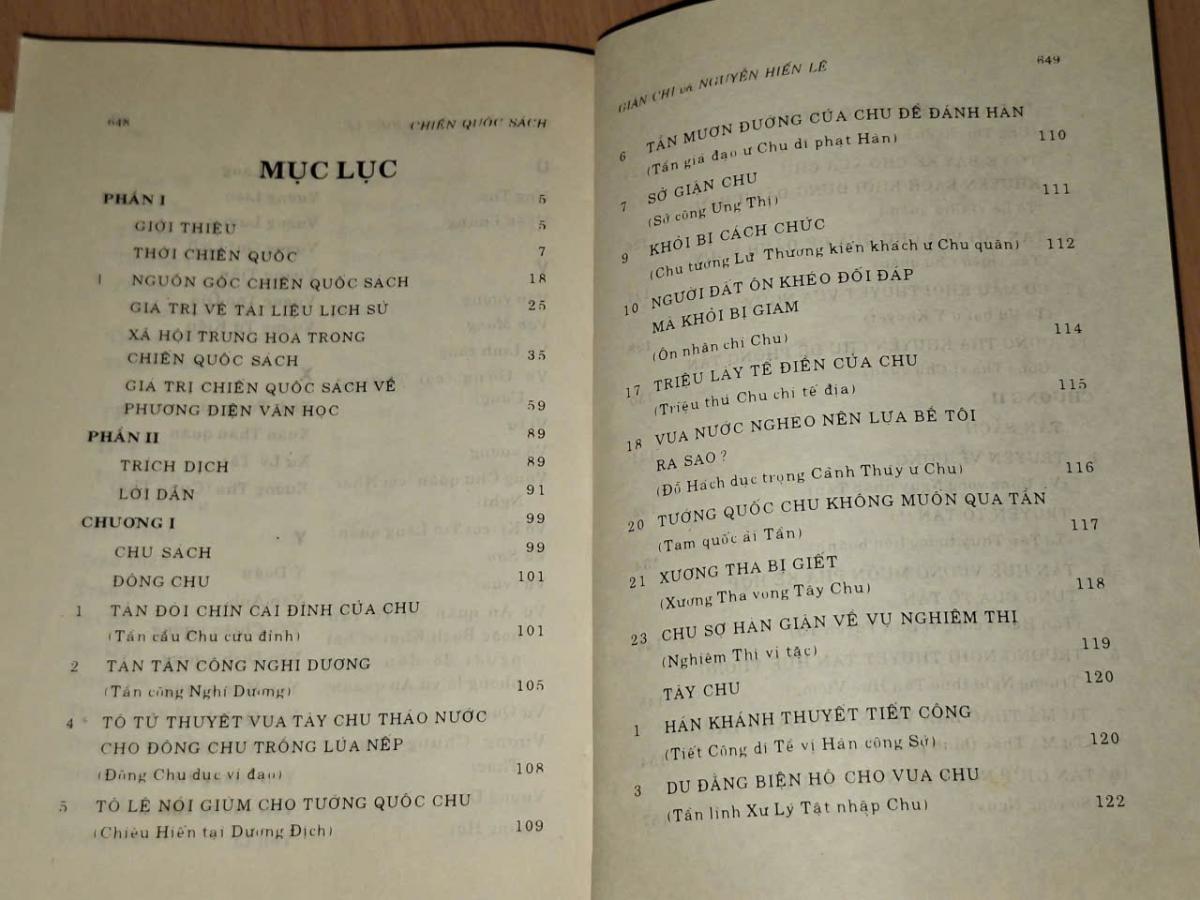 648
CHIẾN QUỐC SÁCH
MỤC LỤC
PHẦN I 5
GIỚI THIỆU 5
THỜI CHIẾN QUỐC 7
NGUỒN GỐC CHIẾN QUỐC SÁCH 18
GIÁ TRỊ VỀ TÀI LIỆU LỊCH SỬ 25
XÃ HỘI TRUNG HOA TRONG
CHIẾN QUỐC SÁCH 35
GIÁ TRỊ CHIẾN QUỐC SÁCH VỀ
PHƯƠNG DIỆN VĂN HỌC 59
PHẦN II 89
TRÍCH DỊCH 89
LỜI DẪN 91
CHƯƠNG I 99
CHU SÁCH 99
ĐÔNG CHU 101
1 TẦN ĐÒI CHÍN CÁI ĐỈNH CỦA CHU
(Tần cầu Chu cửu đỉnh) 101
2 TẦN TẤN CÔNG NGHI DƯƠNG
(Tần công Nghi Dương) 105
4 TÔ TỬ THUYẾT VUA TÂY CHU THÁO NƯỚC
CHO ĐÔNG CHU TRỒNG LÚA NẾP
(Đông Chu dục vi đạo) 108
5 TÔ LỆ NÓI GIÙM CHO TƯỚNG QUỐC CHU
(Chiêu Hiến tại Dương Địch) 109
GIẢN CHI và NGUYỄN HIẾN LÊ
649
6 TẦN MƯỢN ĐƯỜNG CỦA CHU ĐỂ ĐÁNH HÀN
(Tần giả đạo ư Chu dĩ phạt Hàn) 110
7 SỞ GIẬN CHU
(Sở công Ung Thị) 111
9 KHỎI BỊ CÁCH CHỨC
(Chu tướng Lữ Thương kiến khách ư Chu quân) 112
10 NGƯỜI ĐẤT ÔN KHÉO ĐỐI ĐÁP
MÀ KHỎI BỊ GIAM
(Ôn nhân chi Chu) 114
17 TRIỆU LẤY TẾ ĐIỀN CỦA CHU
(Triệu thủ Chu chi tế địa) 115
18 VUA NƯỚC NGHÈO NÊN LỰA BỀ TÔI
RA SAO ?
(Đỗ Hách dục trọng Cảnh Thúy ư Chu) 116
20 TƯỚNG QUỐC CHU KHÔNG MUỐN QUA TẦN
(Tam quốc ải Tần) 117
21 XƯƠNG THA BỊ GIẾT
(Xương Tha vong Tây Chu) 118
23 CHU SỢ HÀN GIẬN VỀ VỤ NGHIÊM THỊ
(Nghiêm Thị vi tặc) 119
TÂY CHU 120
1 HÀN KHÁNH THUYẾT TIẾT CÔNG
(Tiết Công dĩ Tề vị Hàn công Sở) 120
3 DU ĐẰNG BIỆN HỘ CHO VUA CHU
(Tần lịnh Xư Lý Tật nhập Chu) 122